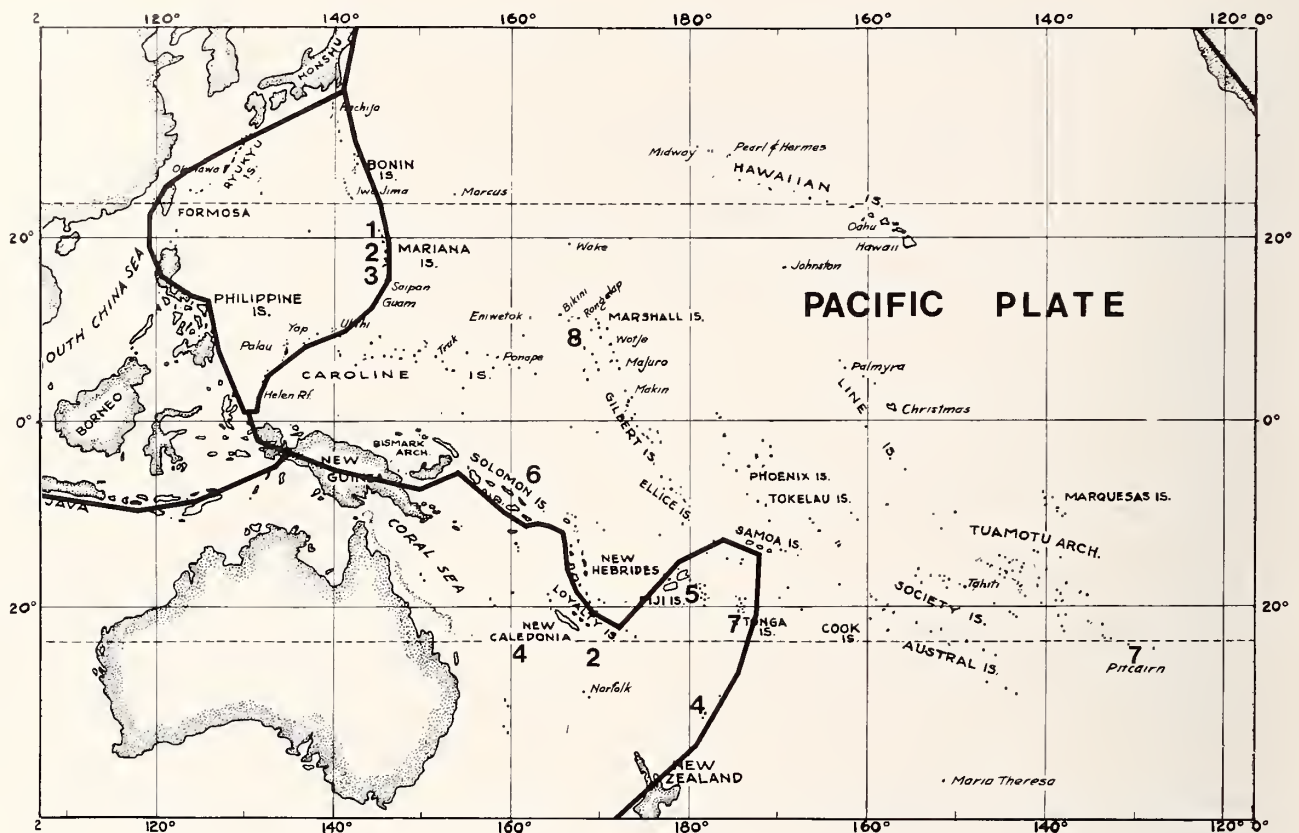 2 120° 140° 160° 180° 160° 140° 120° 0°
HONSHU
Hachijo
Midway
Pearl & Hermes
HAWAIIAN IS.
Okinawa
RYUKYU IS.
BONIN IS.
Iwo Jima
Marcus
FORMOSA
Oahu
Hawaii
20° 20°
1
2
3
MARIANA IS.
Wake
Johnston
SOUTH CHINA SEA
Saipan
Guam
PHILIPPINE IS.
PACIFIC PLATE
Bikini
Rongelap
Eniwetok
MARSHALL IS.
Yap
Ulithi
8
Wotje
Palau
Truk
Ponape
Majuro
Palmyra
CAROLINE IS.
Makin
LINE IS.
Helen Rf.
Christmas
BORNEO
0° 0°
GILBERT IS.
BISMARK ARCH.
NEW GUINEA
SOLOMON IS.
6
PHOENIX IS.
ELLICE IS.
TOKELAU IS.
MARQUESAS IS.
JAVA
CORAL SEA
SAMOA IS.
TUAMOTU ARCH.
NEW HEBRIDES
Tahiti
5
FIJI IS.
LOYALTY IS.
SOCIETY IS.
20° 20°
7
TONGA IS.
COOK IS.
NEW CALEDONIA
4
2
AUSTRAL IS.
7
Pitcairn
Norfolk
4
NEW ZEALAND
Maria Theresa
2 120° 140° 160° 180° 160° 140° 120° 0°